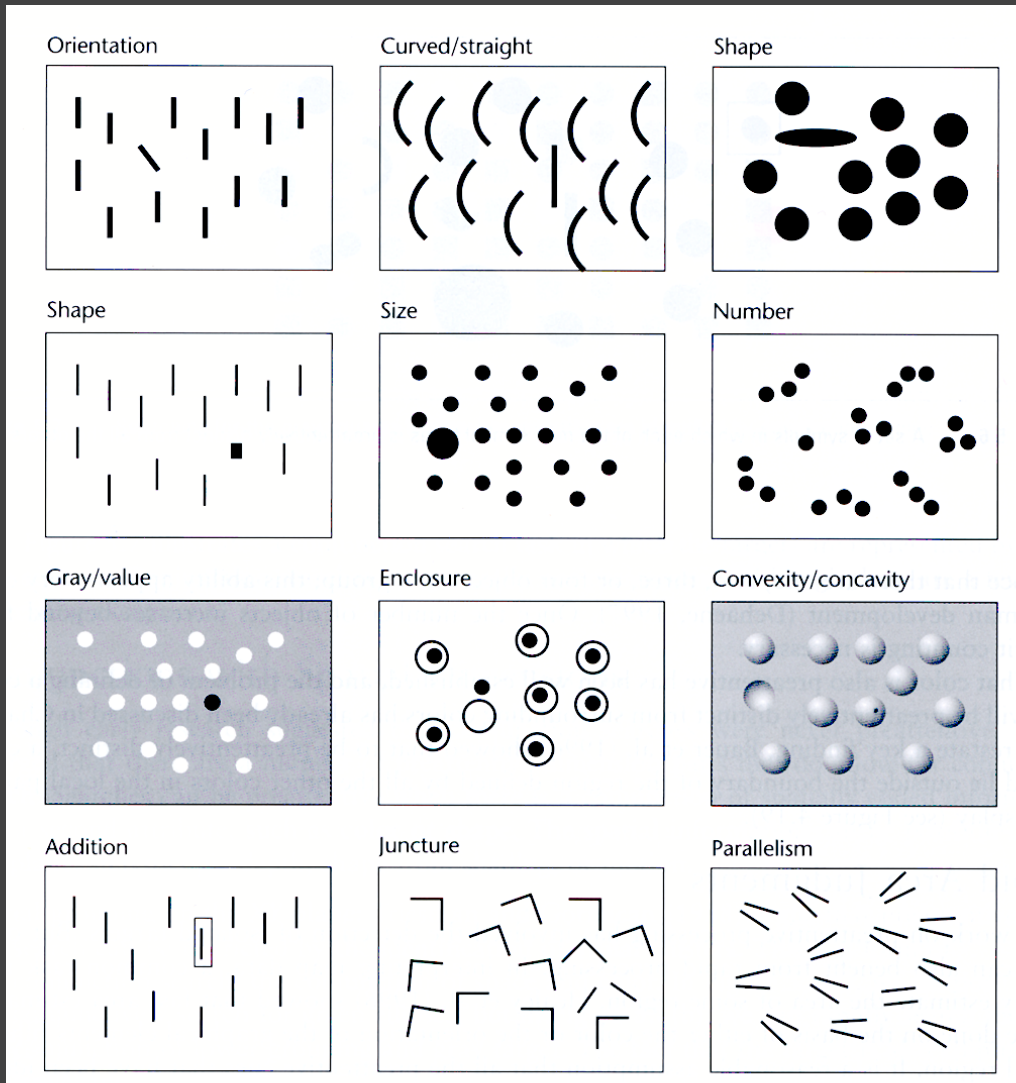 Orientation
Curved/straight
Shape
Shape
Size
Number
Gray/value
Enclosure
Convexity/concavity
Addition
Juncture
Parallelism